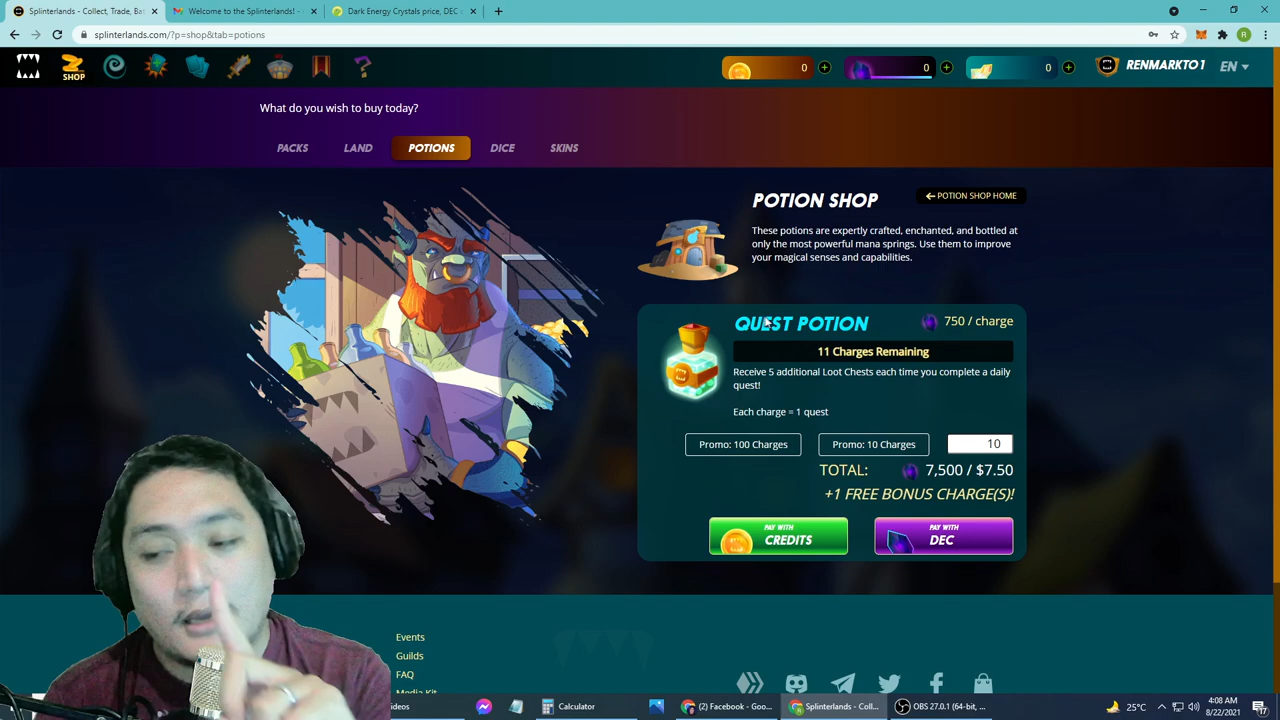 Splinterlands - Collect, Trade, Bat
Welcome to the Splinterlands! -
Dark Energy Crystals price, DEC
splinterlands.com/?p=shop&tab=potions
SHOP
0
0
0
RENMARKTO1
EN
What do you wish to buy today?
PACKS
LAND
POTIONS
DICE
SKINS
POTION SHOP
POTION SHOP HOME
These potions are expertly crafted, enchanted, and bottled at
only the most powerful mana springs. Use them to improve
your magical senses and capabilities.
QUEST POTION
750 / charge
11 Charges Remaining
Receive 5 additional Loot Chests each time you complete a daily
quest!
Each charge = 1 quest
Promo: 100 Charges
Promo: 10 Charges
10
TOTAL:
7,500 / $7.50
+1 FREE BONUS CHARGE(S)!
PAY WITH
CREDITS
PAY WITH
DEC
Events
Guilds
FAQ
Media Kit
Calculator
(2) Facebook - Goo...
Splinterlands - Coll...
OBS 27.0.1 (64-bit, ...
25°C
4:08 AM
8/22/2021
17